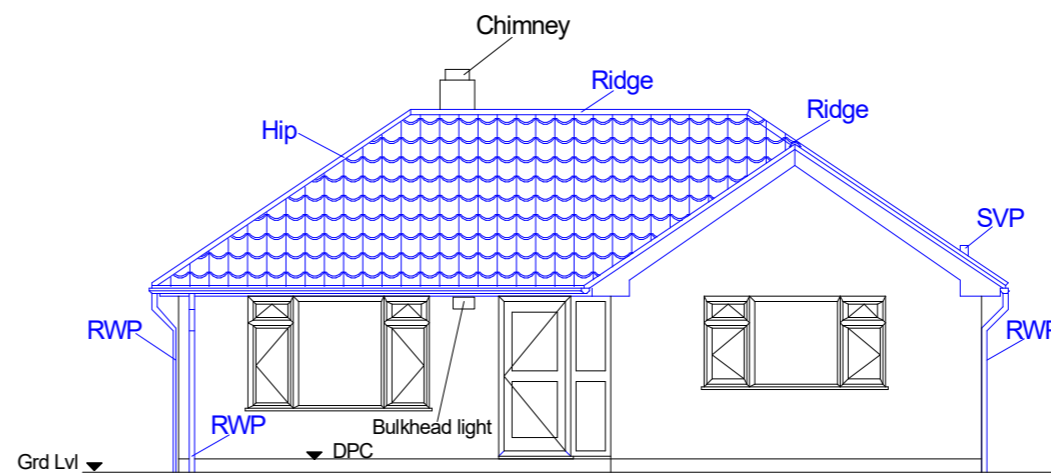 Chimney
Ridge
Ridge
Hip
SVP
RWP
RWP
RWP
Bulkhead light
DPC
Grd Lvl